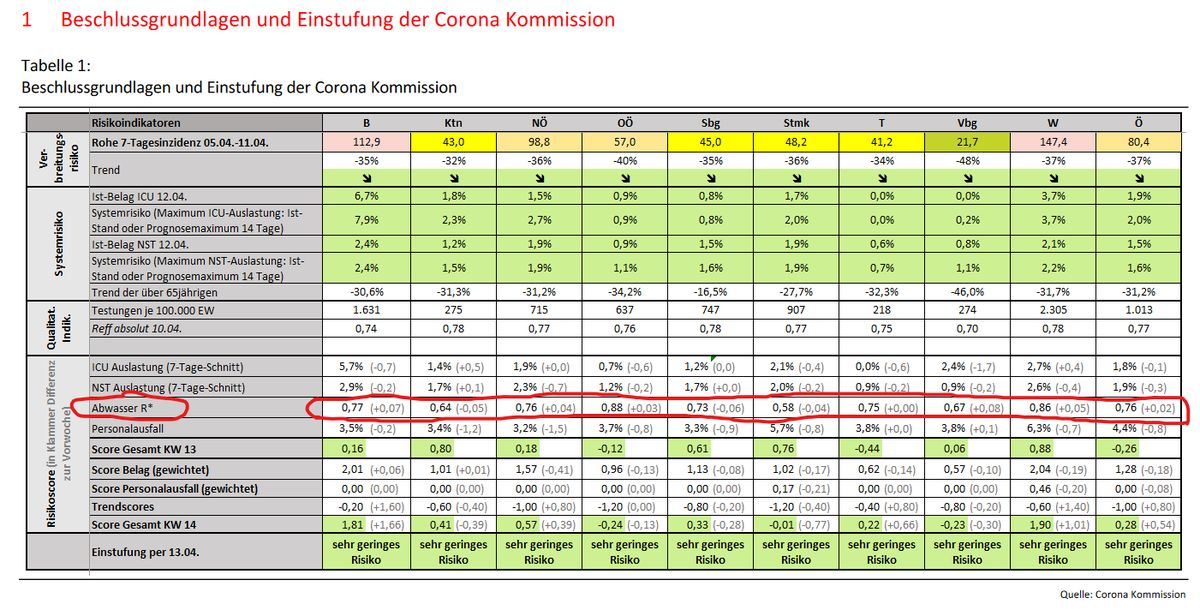 1 Beschlussgrundlagen und Einstufung der Corona Kommission
Tabelle 1:
Beschlussgrundlagen und Einstufung der Corona Kommission
Risikoindikatoren B Ktn NÖ OÖ Sbg Stmk T Vbg W Ö
Ver-
breitungs-
risiko
Rohe 7-Tagesinzidenz 05.04.-11.04. 112,9 43,0 98,8 57,0 45,0 48,2 41,2 21,7 147,4 80,4
Trend -35% -32% -36% -40% -35% -36% -34% -48% -37% -37%
↘ ↘ ↘ ↘ ↘ ↘ ↘ ↘ ↘ ↘
Systemrisiko
Ist-Belag ICU 12.04. 6,7% 1,8% 1,5% 0,9% 0,8% 1,7% 0,0% 0,0% 3,7% 1,9%
Systemrisiko (Maximum ICU-Auslastung: Ist-
Stand oder Prognosemaximum 14 Tage) 7,9% 2,3% 2,7% 0,9% 0,8% 2,0% 0,0% 0,2% 3,7% 2,0%
Ist-Belag NST 12.04. 2,4% 1,2% 1,9% 0,9% 1,5% 1,9% 0,6% 0,8% 2,1% 1,5%
Systemrisiko (Maximum NST-Auslastung: Ist-
Stand oder Prognosemaximum 14 Tage) 2,4% 1,5% 1,9% 1,1% 1,6% 1,9% 0,7% 1,1% 2,2% 1,6%
Trend der über 65jährigen -30,6% -31,3% -31,2% -34,2% -16,5% -27,7% -32,3% -46,0% -31,7% -31,2%
Qualitat.
Indik.
Testungen je 100.000 EW 1.631 275 715 637 747 907 218 274 2.305 1.013
Reff absolut 10.04. 0,74 0,78 0,77 0,76 0,78 0,77 0,75 0,70 0,78 0,77
Risikoscore (in Klammer Differenz
zur Vorwoche)
ICU Auslastung (7-Tage-Schnitt) 5,7% (-0,7) 1,4% (+0,5) 1,9% (+0,0) 0,7% (-0,6) 1,2% (0,0) 2,1% (-0,4) 0,0% (-0,6) 2,4% (-1,7) 2,7% (+0,4) 1,8% (-0,1)
NST Auslastung (7-Tage-Schnitt) 2,9% (-0,2) 1,7% (+0,1) 2,3% (-0,7) 1,2% (-0,2) 1,7% (+0,0) 2,0% (-0,2) 0,9% (-0,2) 0,9% (-0,2) 2,6% (-0,4) 1,9% (-0,3)
Abwasser R* 0,77 (+0,07) 0,64 (-0,05) 0,76 (+0,04) 0,88 (+0,03) 0,73 (-0,06) 0,58 (-0,04) 0,75 (+0,00) 0,67 (+0,08) 0,86 (+0,05) 0,76 (+0,02)
Personalausfall 3,5% (-0,2) 3,4% (-1,2) 3,2% (-1,5) 3,7% (-0,8) 3,3% (-0,9) 5,7% (-0,8) 3,8% (+0,0) 3,8% (+0,1) 6,3% (-0,7) 4,4% (-0,8)
Score Gesamt KW 13 0,16 0,80 0,18 -0,12 0,61 0,76 -0,44 0,06 0,88 -0,26
Score Belag (gewichtet) 2,01 (+0,06) 1,01 (+0,01) 1,57 (-0,41) 0,96 (-0,13) 1,13 (-0,08) 1,02 (-0,17) 0,62 (-0,14) 0,57 (-0,10) 2,04 (-0,19) 1,28 (-0,18)
Score Personalausfall (gewichtet) 0,00 (0,00) 0,00 (0,00) 0,00 (0,00) 0,00 (0,00) 0,00 (0,00) 0,17 (-0,21) 0,00 (0,00) 0,00 (0,00) 0,46 (-0,20) 0,00 (-0,08)
Trendscores -0,20 (+1,60) -0,60 (-0,40) -1,00 (+0,80) -1,20 (0,00) -0,80 (-0,20) -1,20 (-0,40) -0,40 (+0,80) -0,80 (-0,20) -0,60 (+1,40) -1,00 (+0,80)
Score Gesamt KW 14 1,81 (+1,66) 0,41 (-0,39) 0,57 (+0,39) -0,24 (-0,13) 0,33 (-0,28) -0,01 (-0,77) 0,22 (+0,66) -0,23 (-0,30) 1,90 (+1,01) 0,28 (+0,54)
Einstufung per 13.04. sehr geringes sehr geringes sehr geringes sehr geringes sehr geringes sehr geringes sehr geringes sehr geringes sehr geringes sehr geringes
Risiko Risiko Risiko Risiko Risiko Risiko Risiko Risiko Risiko Risiko
Quelle: Corona Kommission